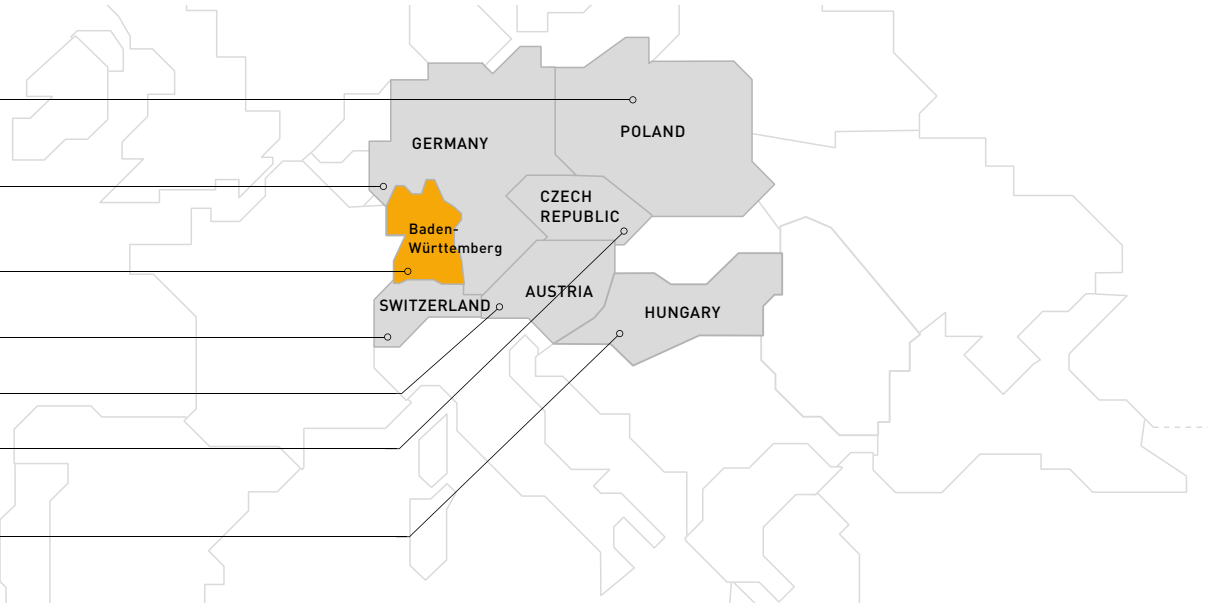 POLAND
GERMANY
CZECH
REPUBLIC
Baden-
Württemberg
AUSTRIA
SWITZERLAND
HUNGARY